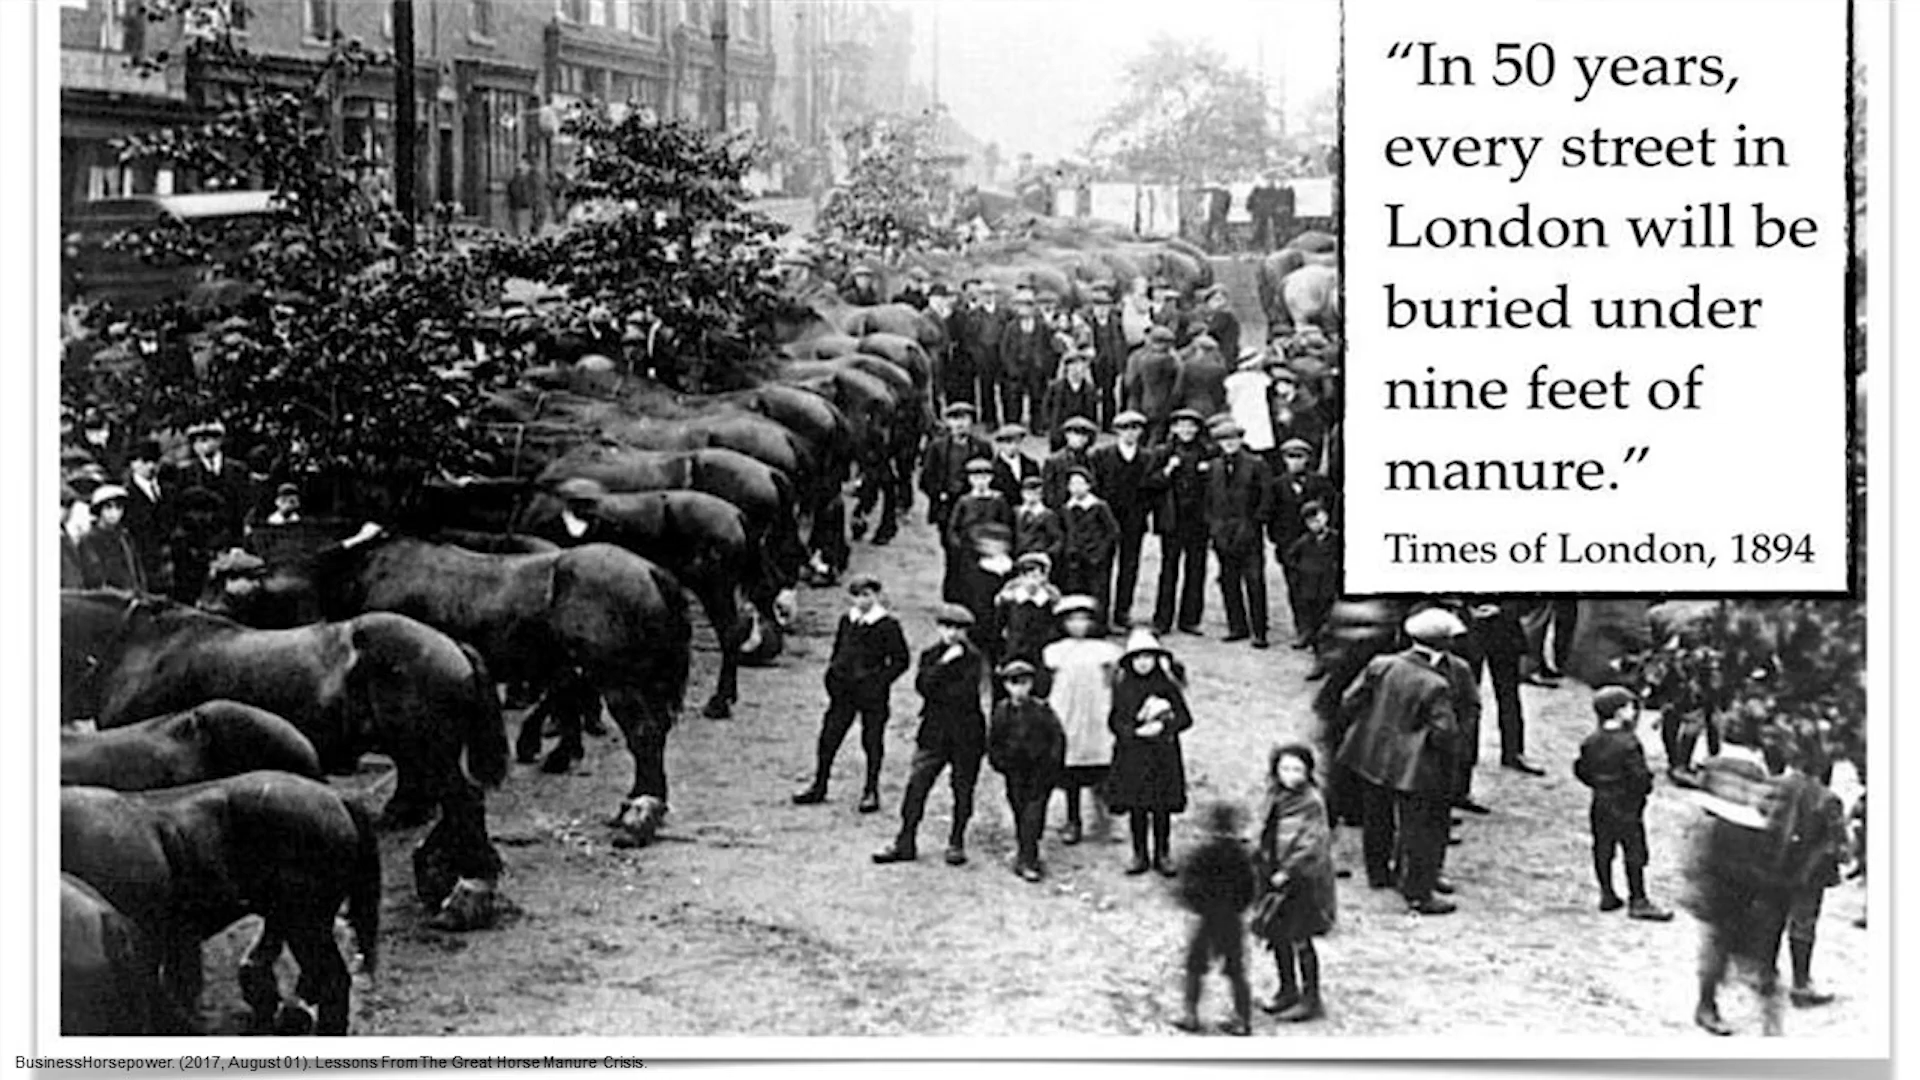 “In 50 years,
every street in
London will be
buried under
nine feet of
manure.”
Times of London, 1894
BusinessHorsepower. (2017, August 01). Lessons From The Great Horse Manure Crisis.